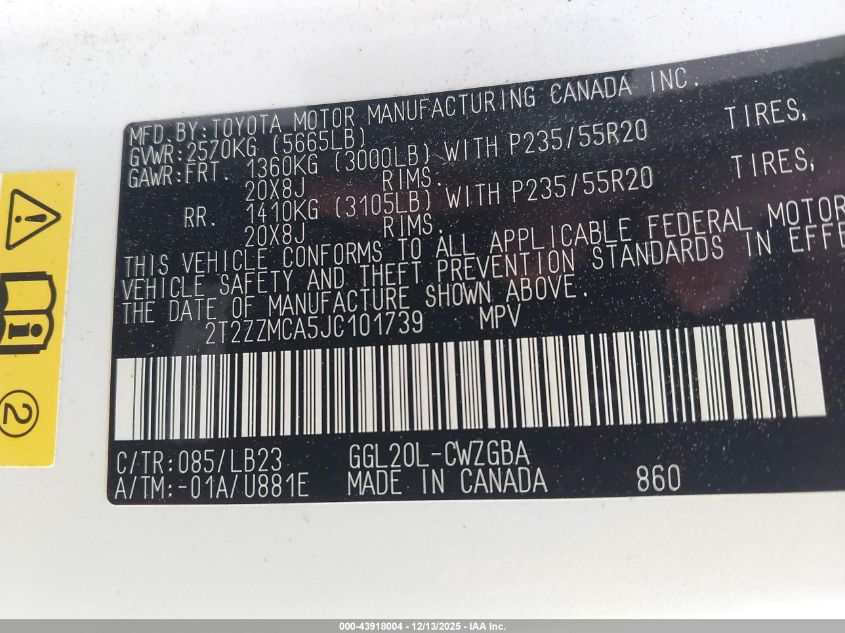 MFD.BY:TOYOTA MOTOR MANUFACTURING CANADA INC.
GVWR:2570KG (5665LB)
GAWR:FRT. 1360KG (3000LB) WITH P235/55R20 TIRES,
20X8J RIMS.
RR. 1410KG (3105LB) WITH P235/55R20 TIRES,
20X8J RIMS.
THIS VEHICLE CONFORMS TO ALL APPLICABLE FEDERAL MOTOR
VEHICLE SAFETY AND THEFT PREVENTION STANDARDS IN EFFE
THE DATE OF MANUFACTURE SHOWN ABOVE.
2T2ZZMCA5JC101739 MPV
C/TR:085/LB23 GGL20L-CWZGBA
A/TM:-01A/U881E MADE IN CANADA 860
2
000-43918004 - 12/13/2025 - IAA Inc.